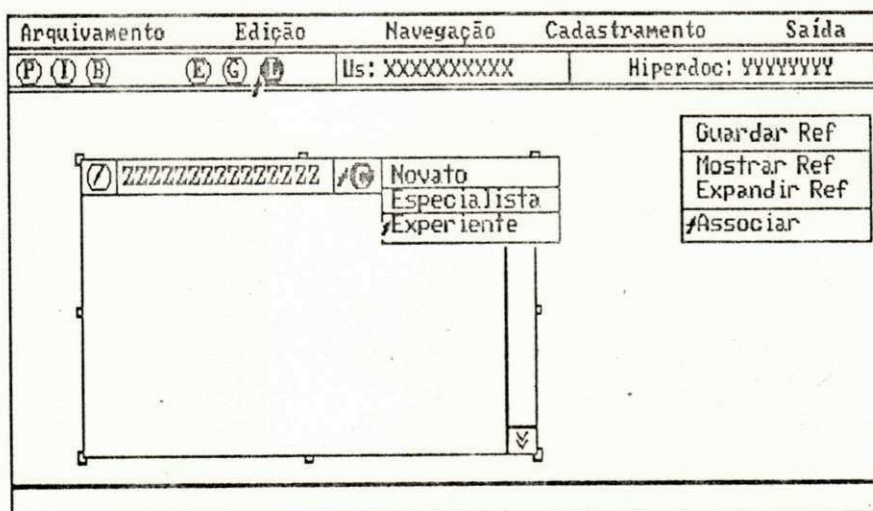 Arquivamento Edição Navegação Cadastramento Saída
(P) (I) (B) (E) (G) Us: XXXXXXXXXX Hiperdoc: YYYYYYYY
Guardar Ref
Mostrar Ref
Expandir Ref
Associar
(Z) ZZZZZZZZZZZZZZZ
Novato
Especialista
Experiente